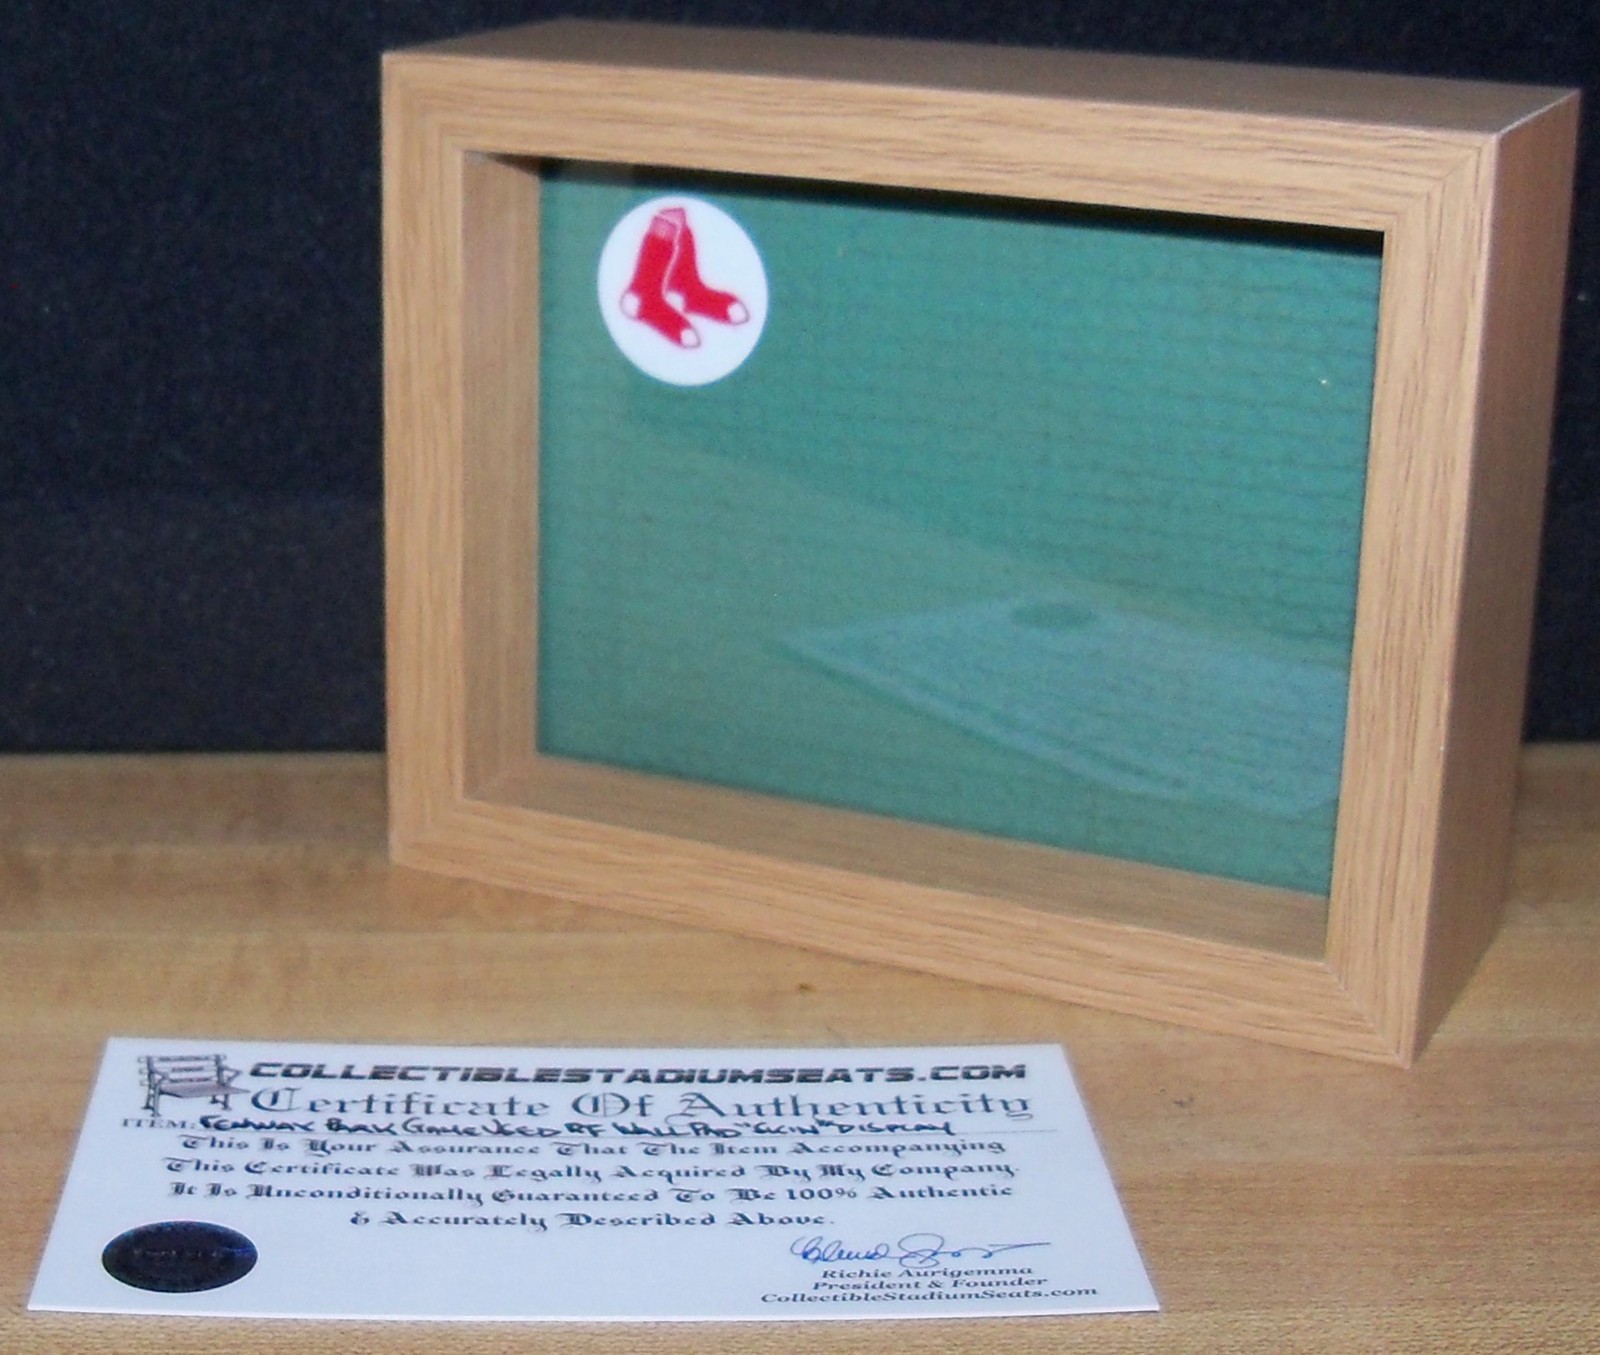 COLLECTIBLESTADIUMSEATS.COM
Certificate Of Authenticity
ITEM: FENWAY PARK GAME USED RF WALL PAD "SKIN" DISPLAY
This Is Your Assurance That The Item Accompanying
This Certificate Was Legally Acquired By My Company.
It Is Unconditionally Guaranteed To Be 100% Authentic
& Accurately Described Above.
Richie Aurigemma
President & Founder
CollectibleStadiumSeats.com